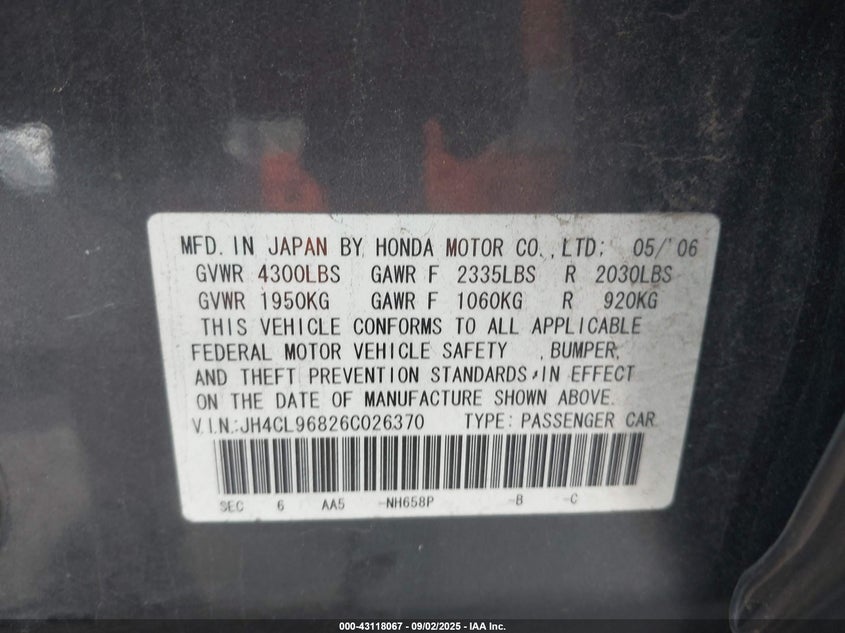 MFD. IN JAPAN BY HONDA MOTOR CO., LTD. 05/'06
GVWR 4300LBS GAWR F 2335LBS R 2030LBS
GVWR 1950KG GAWR F 1060KG R 920KG
THIS VEHICLE CONFORMS TO ALL APPLICABLE
FEDERAL MOTOR VEHICLE SAFETY , BUMPER,
AND THEFT PREVENTION STANDARDS IN EFFECT
ON THE DATE OF MANUFACTURE SHOWN ABOVE.
V.I.N.:JH4CL96826C026370 TYPE: PASSENGER CAR
SEC 6 AA5 -NH658P -B -C
000-43118067 - 09/02/2025 - IAA Inc.